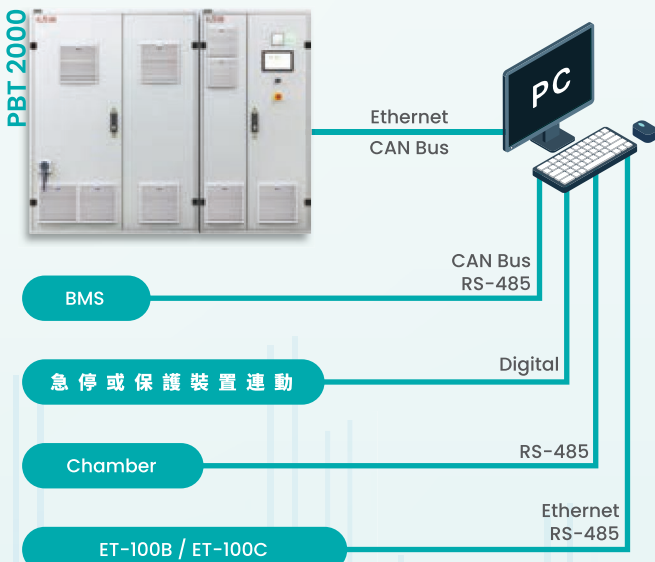 PBT 2000
Ethernet
CAN Bus
PC
CAN Bus
RS-485
BMS
Digital
急停或保護裝置連動
RS-485
Chamber
Ethernet
RS-485
ET-100B / ET-100C